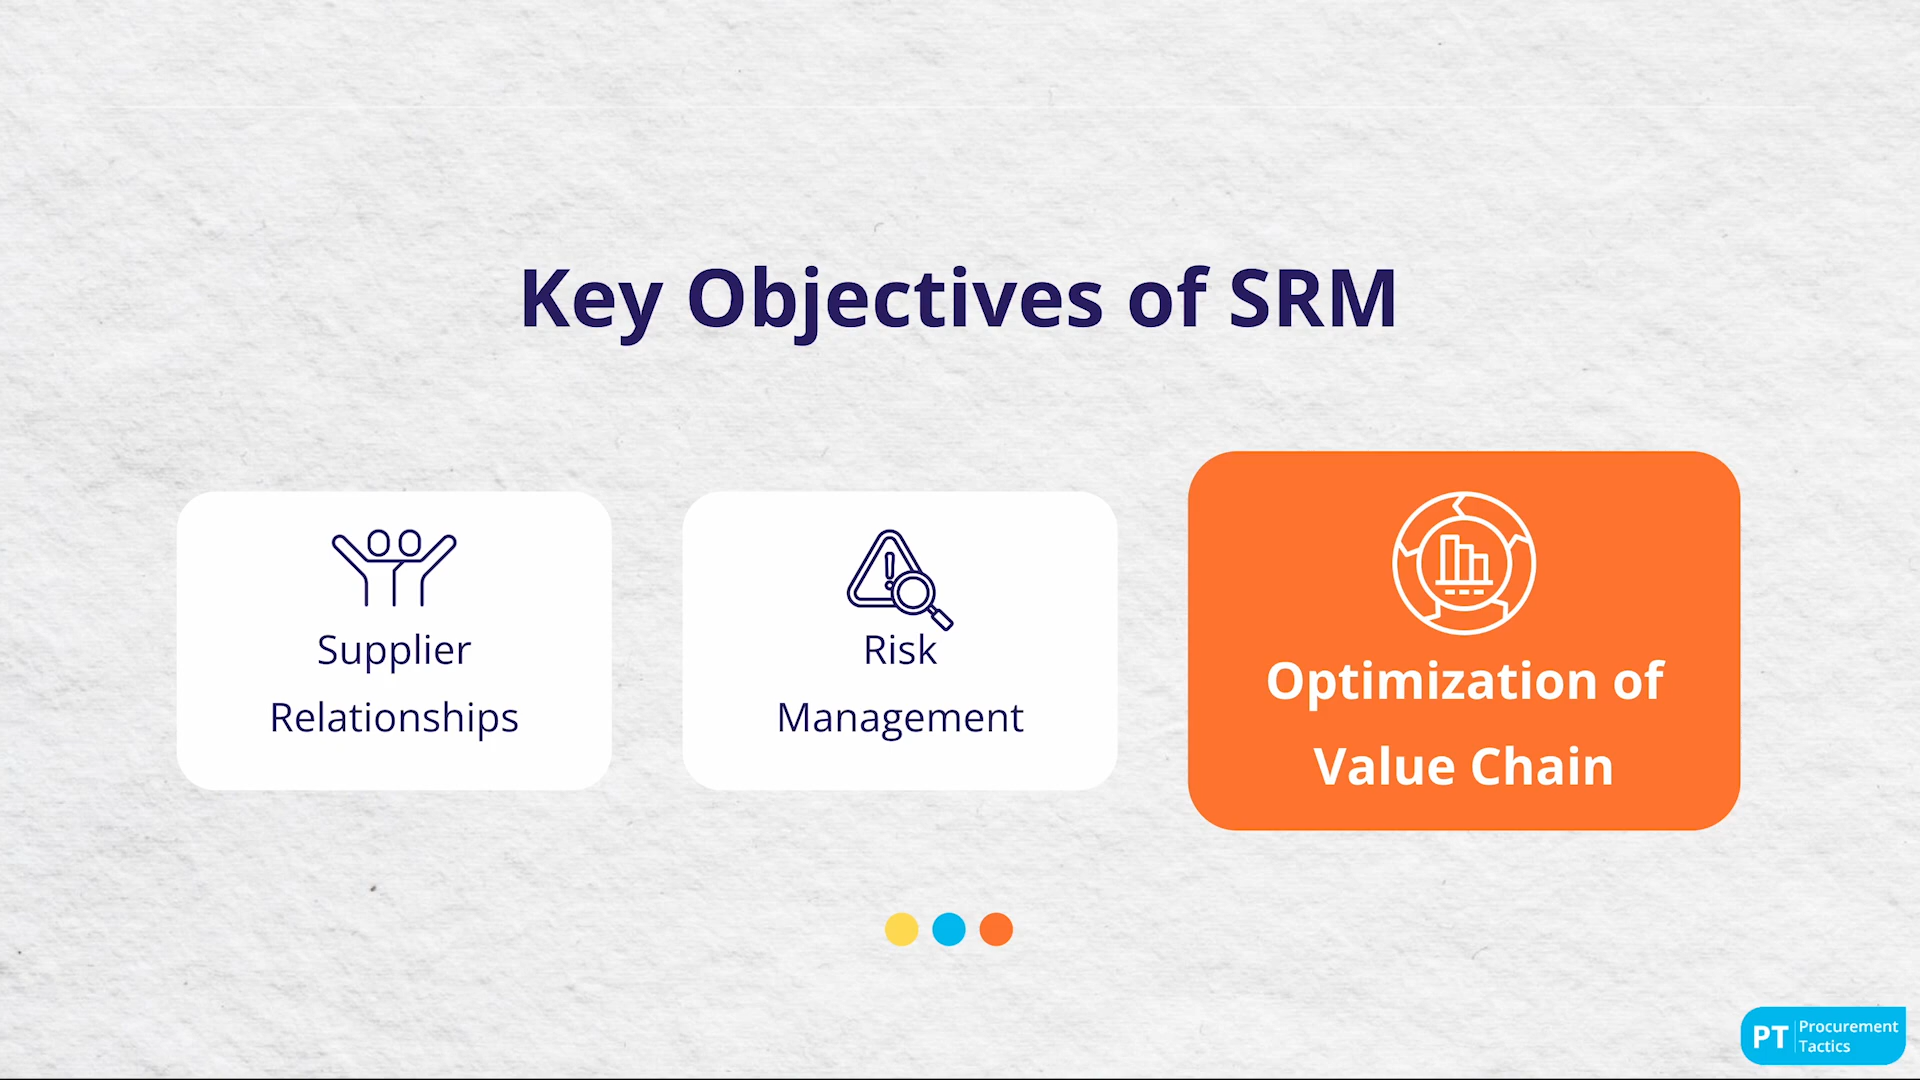 Key Objectives of SRM
Supplier
Relationships
Risk
Management
Optimization of
Value Chain
PT
Procurement
Tactics